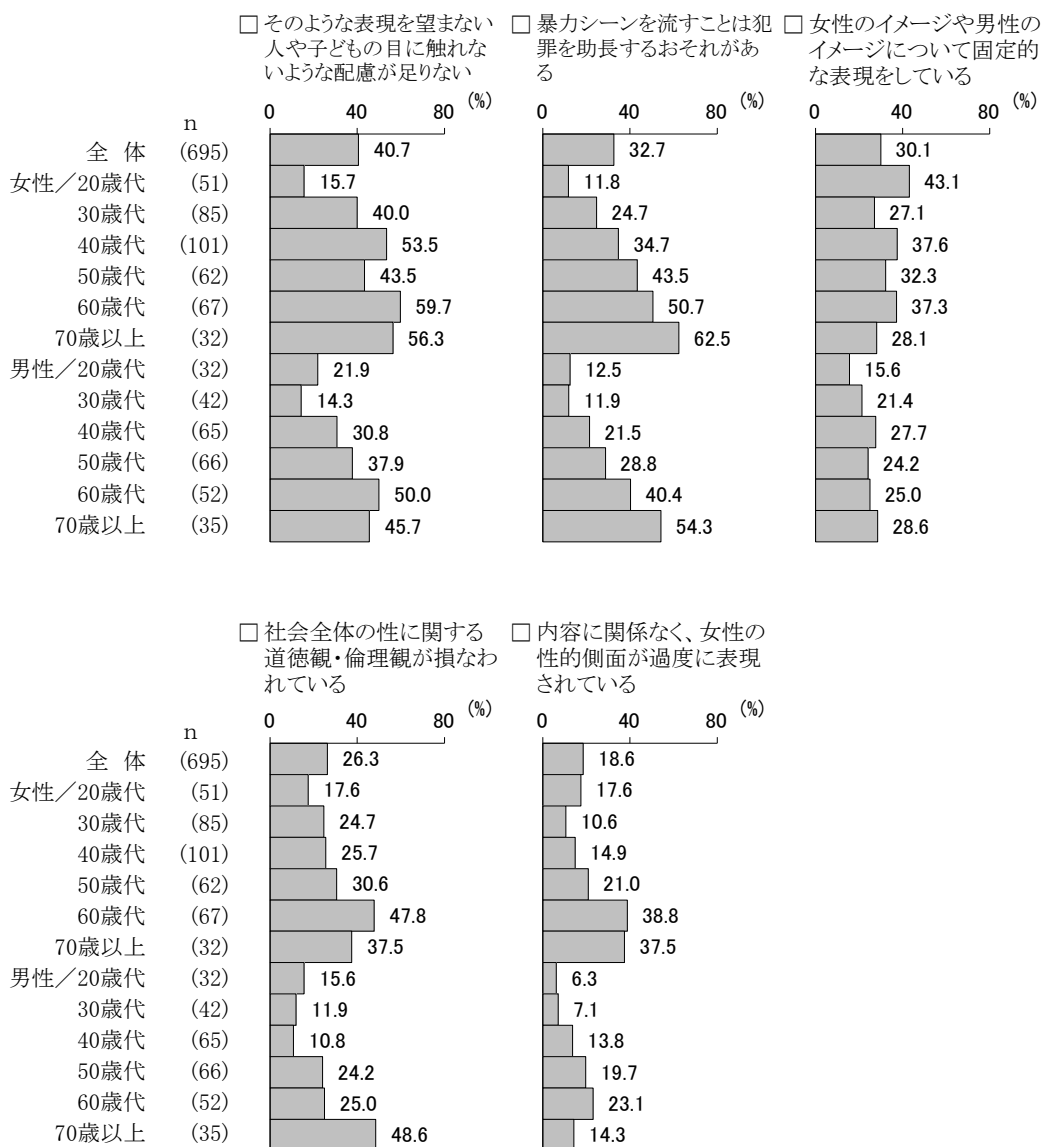 □ そのような表現を望まない
人や子どもの目に触れな
いような配慮が足りない
□ 暴力シーンを流すことは犯
罪を助長するおそれがあ
る
□ 女性のイメージや男性の
イメージについて固定的
な表現をしている
0 40 80 (%) 0 40 80 (%) 0 40 80 (%)
n
全 体 (695) 40.7 32.7 30.1
女性／20歳代 (51) 15.7 11.8 43.1
30歳代 (85) 40.0 24.7 27.1
40歳代 (101) 53.5 34.7 37.6
50歳代 (62) 43.5 43.5 32.3
60歳代 (67) 59.7 50.7 37.3
70歳以上 (32) 56.3 62.5 28.1
男性／20歳代 (32) 21.9 12.5 15.6
30歳代 (42) 14.3 11.9 21.4
40歳代 (65) 30.8 21.5 27.7
50歳代 (66) 37.9 28.8 24.2
60歳代 (52) 50.0 40.4 25.0
70歳以上 (35) 45.7 54.3 28.6
□ 社会全体の性に関する
道徳観・倫理観が損なわ
れている
□ 内容に関係なく、女性の
性的側面が過度に表現
されている
0 40 80 (%) 0 40 80 (%)
n
全 体 (695) 26.3 18.6
女性／20歳代 (51) 17.6 17.6
30歳代 (85) 24.7 10.6
40歳代 (101) 25.7 14.9
50歳代 (62) 30.6 21.0
60歳代 (67) 47.8 38.8
70歳以上 (32) 37.5 37.5
男性／20歳代 (32) 15.6 6.3
30歳代 (42) 11.9 7.1
40歳代 (65) 10.8 13.8
50歳代 (66) 24.2 19.7
60歳代 (52) 25.0 23.1
70歳以上 (35) 48.6 14.3